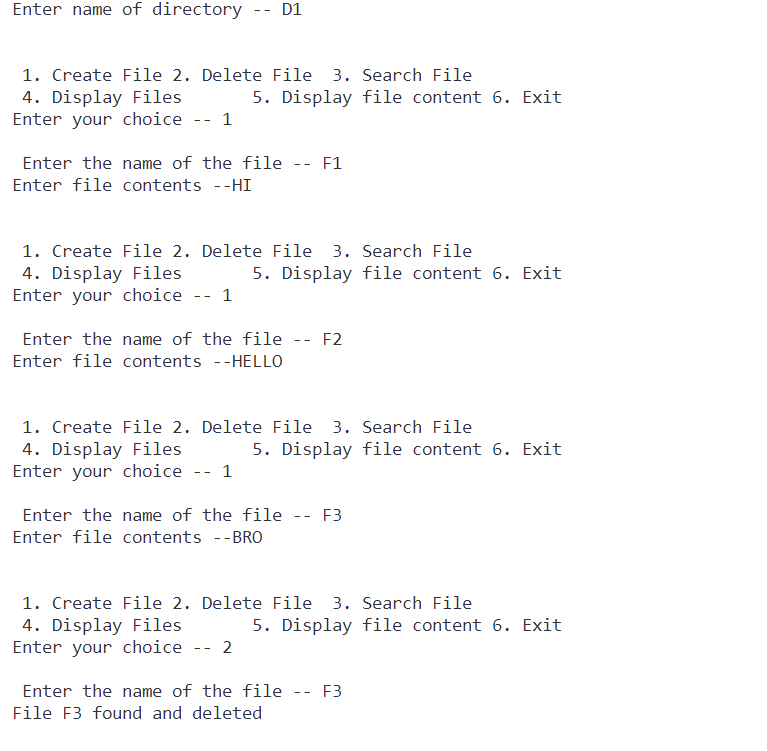 Enter name of directory -- D1
1. Create File 2. Delete File  3. Search File
4. Display Files       5. Display file content 6. Exit
Enter your choice -- 1
Enter the name of the file -- F1
Enter file contents --HI
1. Create File 2. Delete File  3. Search File
4. Display Files       5. Display file content 6. Exit
Enter your choice -- 1
Enter the name of the file -- F2
Enter file contents --HELLO
1. Create File 2. Delete File  3. Search File
4. Display Files       5. Display file content 6. Exit
Enter your choice -- 1
Enter the name of the file -- F3
Enter file contents --BRO
1. Create File 2. Delete File  3. Search File
4. Display Files       5. Display file content 6. Exit
Enter your choice -- 2
Enter the name of the file -- F3
File F3 found and deleted